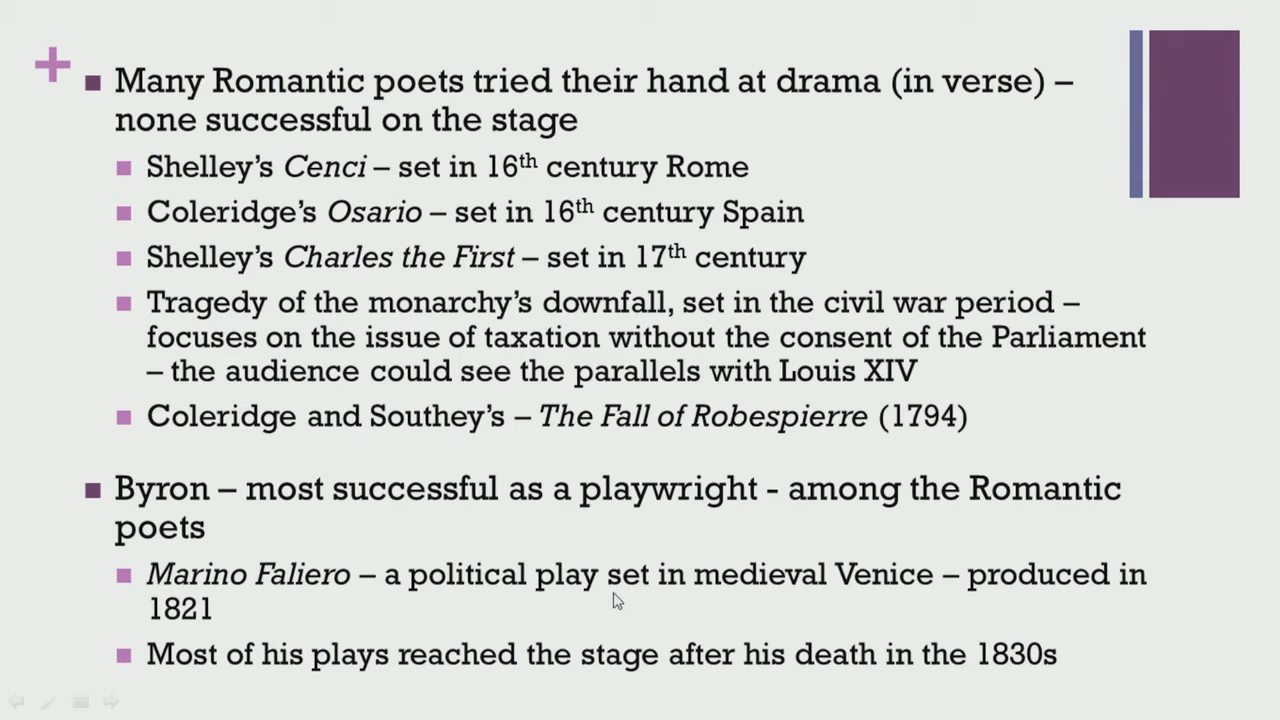 Many Romantic poets tried their hand at drama (in verse) –
none successful on the stage
Shelley's Cenci – set in 16th century Rome
Coleridge's Osario – set in 16th century Spain
Shelley's Charles the First – set in 17th century
Tragedy of the monarchy's downfall, set in the civil war period –
focuses on the issue of taxation without the consent of the Parliament
– the audience could see the parallels with Louis XIV
Coleridge and Southey's – The Fall of Robespierre (1794)
Byron – most successful as a playwright - among the Romantic
poets
Marino Faliero – a political play set in medieval Venice – produced in
1821
Most of his plays reached the stage after his death in the 1830s